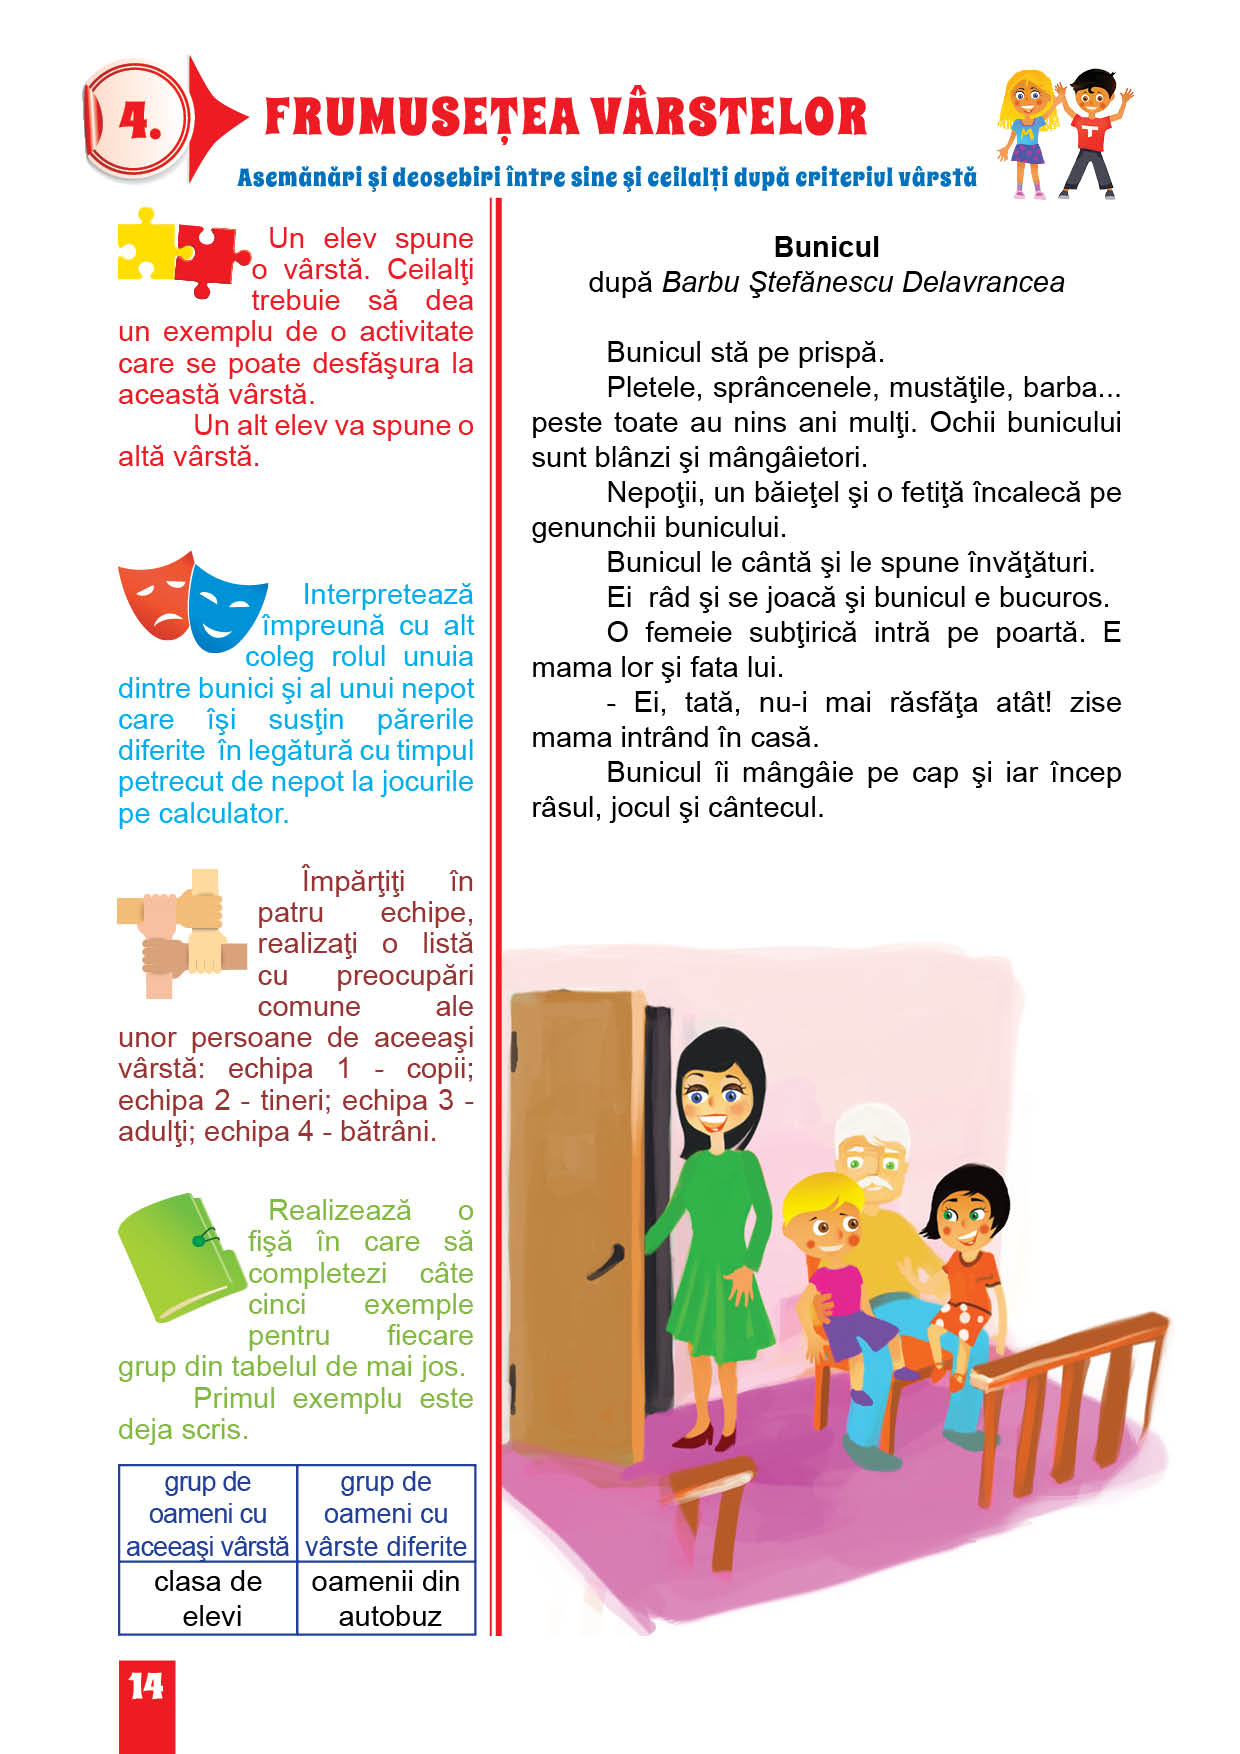 4.
FRUMUSEȚEA VÂRSTELOR
Asemănări şi deosebiri între sine şi ceilalţi după criteriul vârstă
M
T
Un elev spune
o vârstă. Ceilalţi
trebuie să dea
un exemplu de o activitate
care se poate desfăşura la
această vârstă.
Un alt elev va spune o
altă vârstă.
Interpretează
împreună cu alt
coleg rolul unuia
dintre bunici şi al unui nepot
care îşi susţin părerile
diferite în legătură cu timpul
petrecut de nepot la jocurile
pe calculator.
Împărţiţi în
patru echipe,
realizaţi o listă
cu preocupări
comune ale
unor persoane de aceeaşi
vârstă: echipa 1 - copii;
echipa 2 - tineri; echipa 3 -
adulţi; echipa 4 - bătrâni.
Realizează o
fişă în care să
completezi câte
cinci exemple
pentru fiecare
grup din tabelul de mai jos.
Primul exemplu este
deja scris.
grup de
oameni cu
aceeaşi vârstă
grup de
oameni cu
vârste diferite
clasa de
elevi
oamenii din
autobuz
Bunicul
după Barbu Ştefănescu Delavrancea
Bunicul stă pe prispă.
Pletele, sprâncenele, mustăţile, barba...
peste toate au nins ani mulţi. Ochii bunicului
sunt blânzi şi mângâietori.
Nepoţii, un băieţel şi o fetiţă încalecă pe
genunchii bunicului.
Bunicul le cântă şi le spune învăţături.
Ei râd şi se joacă şi bunicul e bucuros.
O femeie subţirică intră pe poartă. E
mama lor şi fata lui.
- Ei, tată, nu-i mai răsfăţa atât! zise
mama intrând în casă.
Bunicul îi mângâie pe cap şi iar încep
râsul, jocul şi cântecul.
14